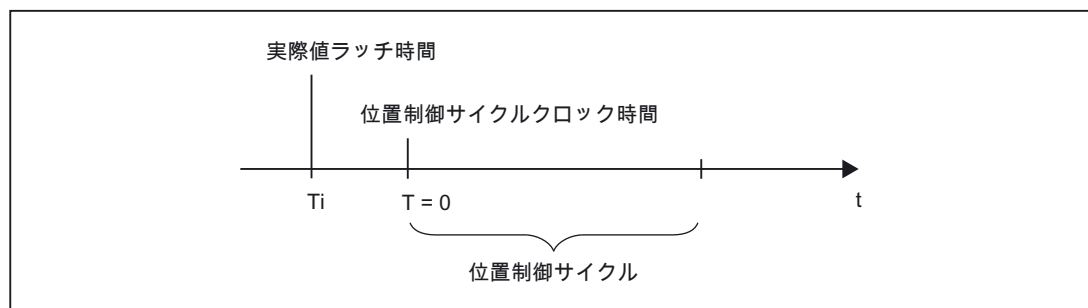 実際値ラッチ時間
位置制御サイクルクロック時間
Ti
T = 0
t
位置制御サイクル